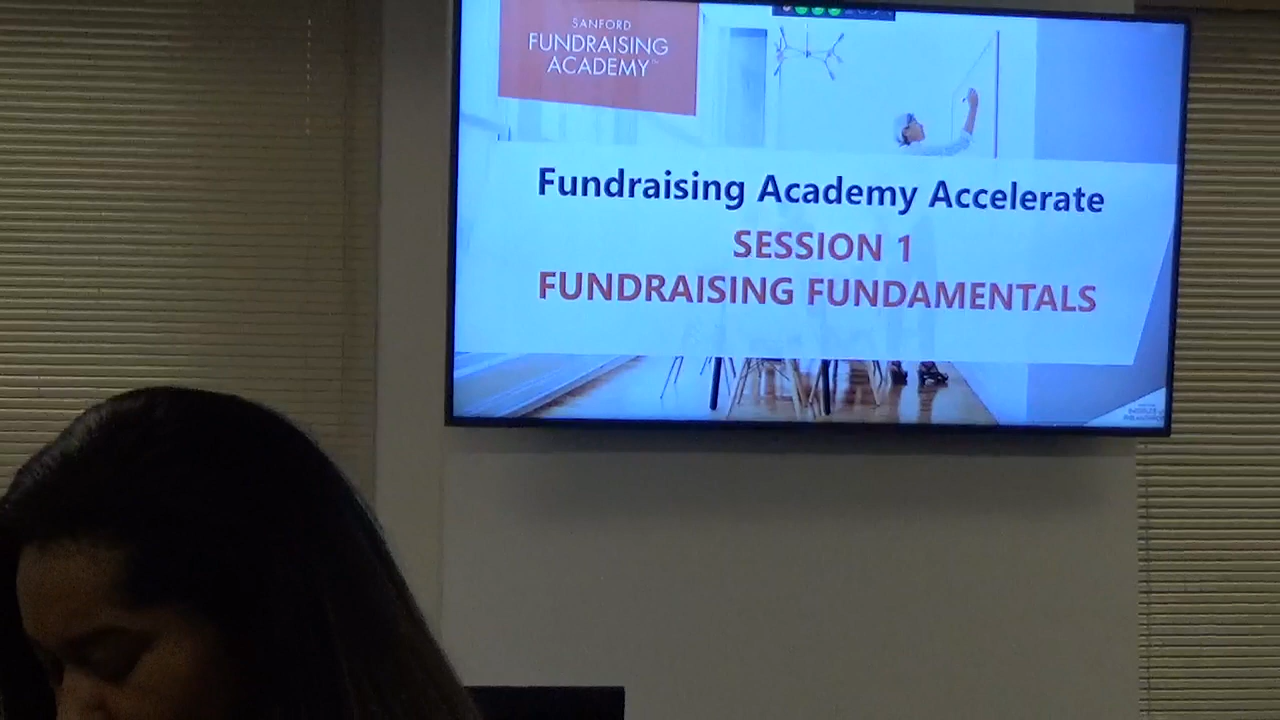 SANFORD
FUNDRAISING
ACADEMY
Fundraising Academy Accelerate
SESSION 1
FUNDRAISING FUNDAMENTALS